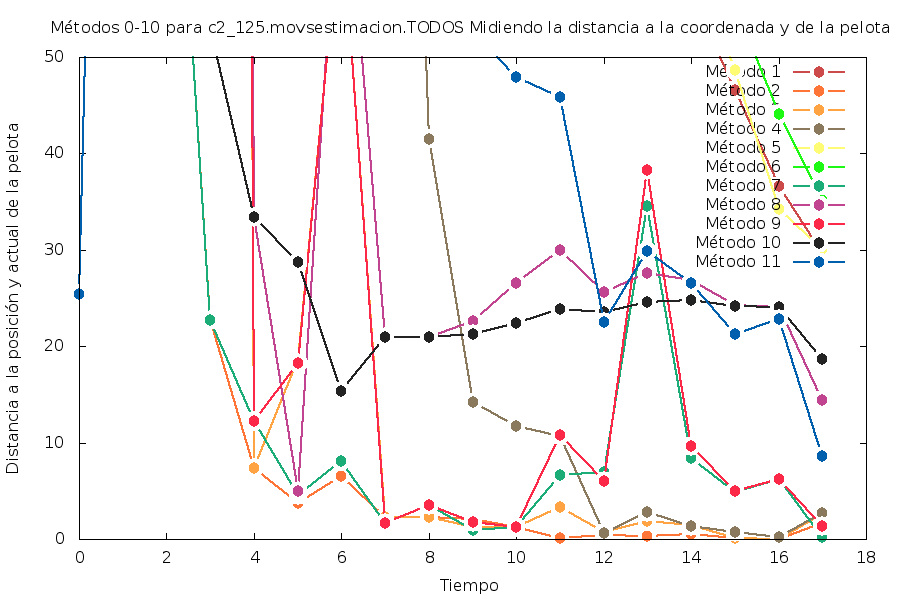 Métodos 0-10 para c2_125.movsestimacion.TODOS Midiendo la distancia a la coordenada y de la pelota
Distancia a la posición y actual de la pelota
50
40
30
20
10
0
Método 1
Método 2
Método
Método 4
Método 5
Método 6
Método 7
Método 8
Método 9
Método 10
Método 11
0 2 4 6 8 10 12 14 16 18
Tiempo